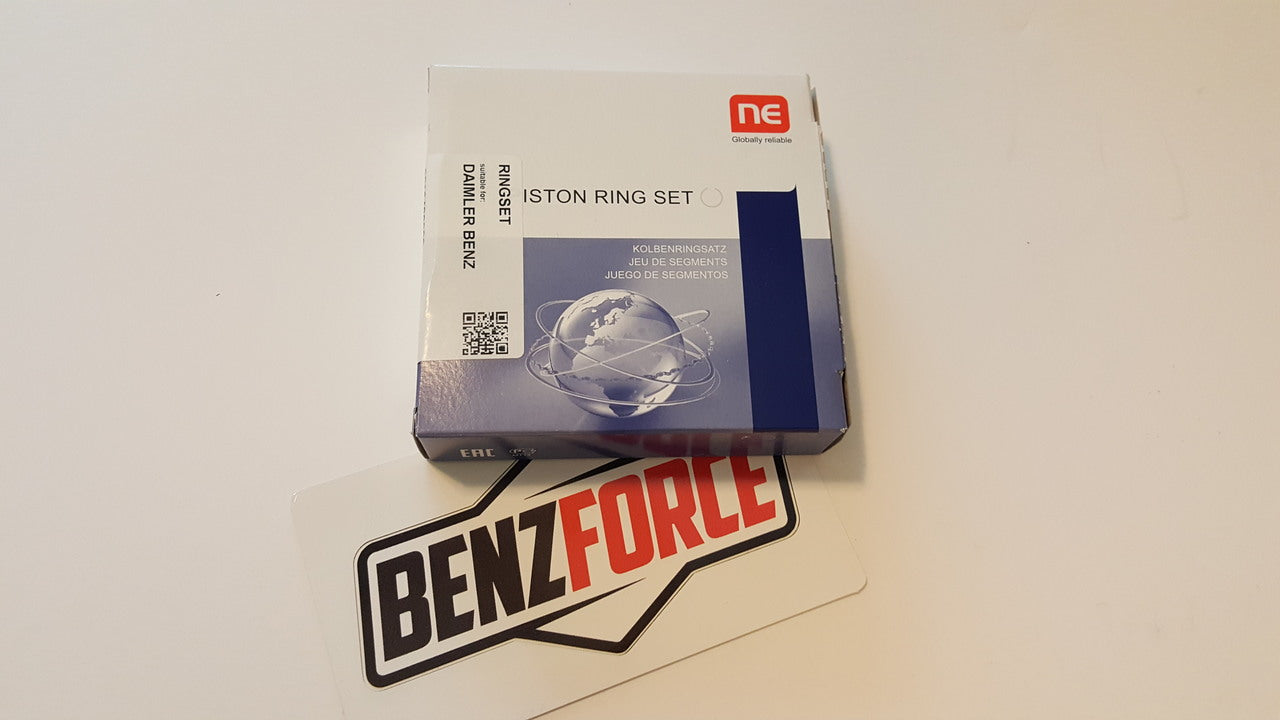 NE
Globally reliable
ISTON RING SET
KOLBENRINGSATZ
JEU DE SEGMENTS
JUEGO DE SEGMENTOS
RINGSET
suitable for:
DAIMLER BENZ
EAC
BENZFORCE